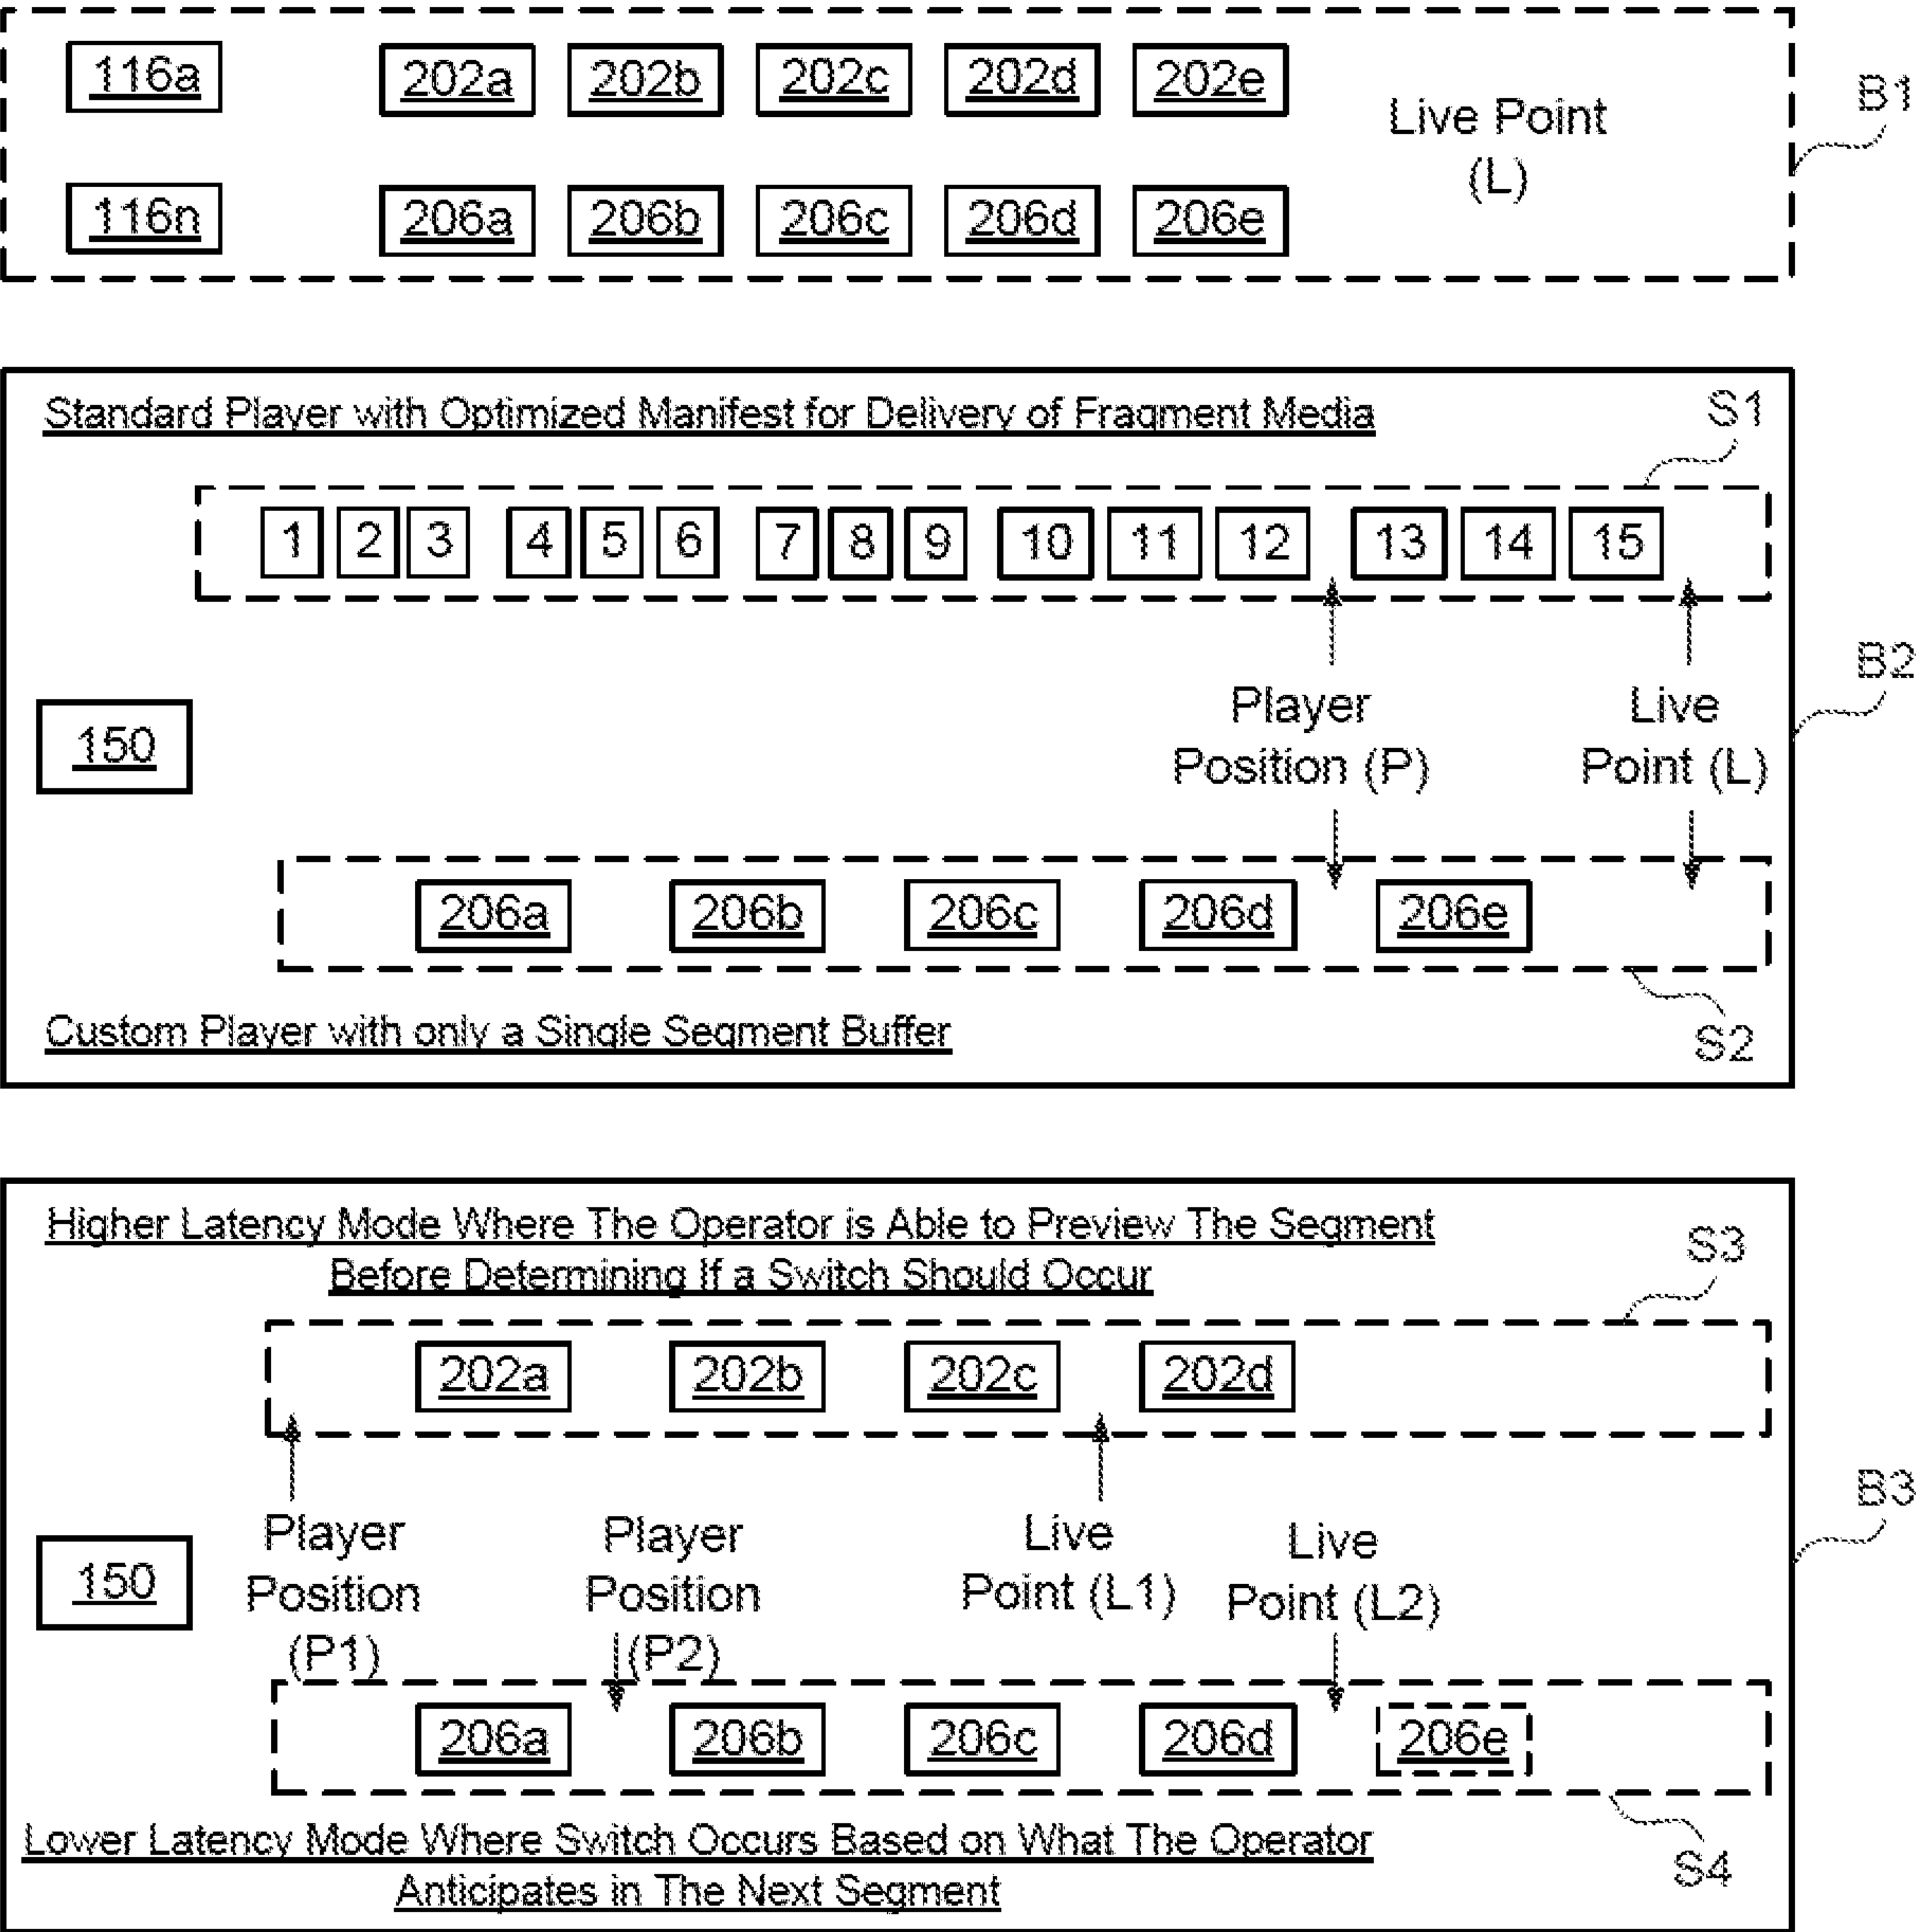 116a 202a 202b 202c 202d 202e
Live Point
(L)
B1
116n 206a 206b 206c 206d 206e
Standard Player with Optimized Manifest for Delivery of Fragment Media
S1
1 2 3 4 5 6 7 8 9 10 11 12 13 14 15
B2
150
Player
Position (P)
Live
Point (L)
206a 206b 206c 206d 206e
Custom Player with only a Single Segment Buffer
S2
Higher Latency Mode Where The Operator is Able to Preview The Segment
Before Determining If a Switch Should Occur
S3
202a 202b 202c 202d
B3
150
Player
Position
(P1)
Player
Position
(P2)
Live
Point (L1)
Live
Point (L2)
206a 206b 206c 206d 206e
Lower Latency Mode Where Switch Occurs Based on What The Operator
Anticipates in The Next Segment
S4